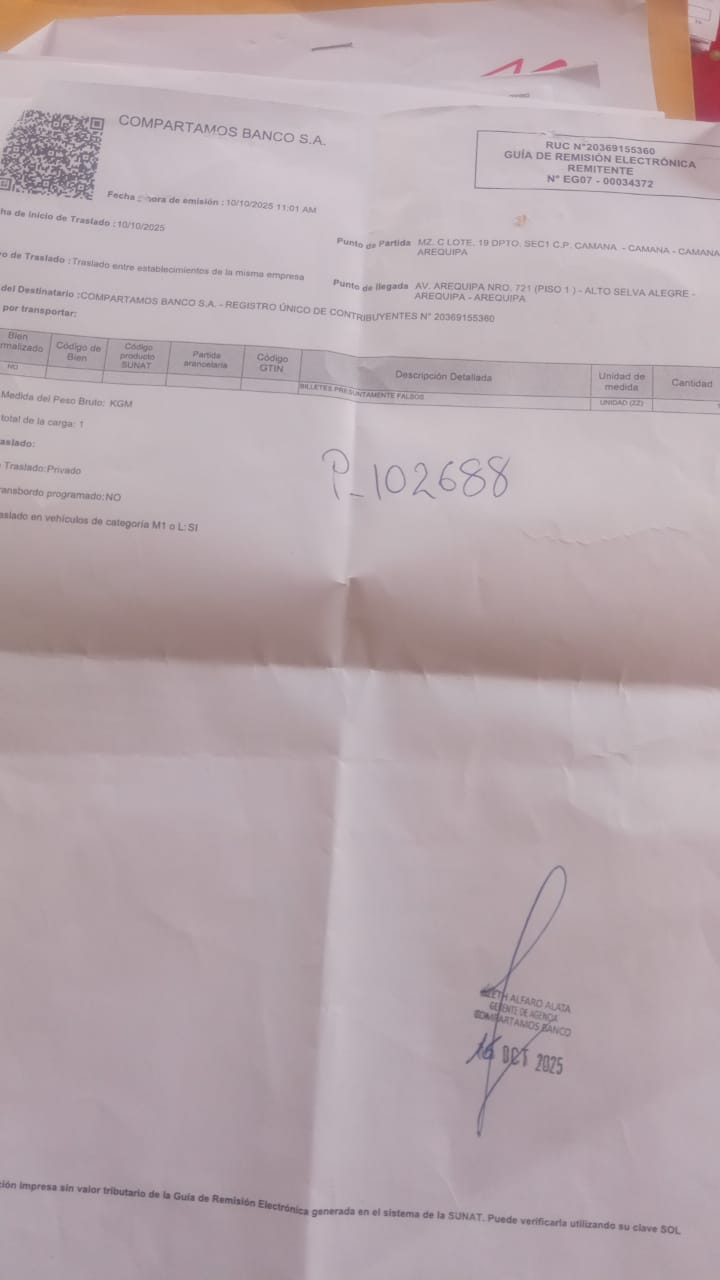 COMPARTAMOS BANCO S.A.
RUC N°20369155360
GUÍA DE REMISIÓN ELECTRÓNICA
REMITENTE
N° EG07 - 00034372
Fecha hora de emisión : 10/10/2025 11:01 AM
ha de Inicio de Traslado : 10/10/2025
Punto de Partida MZ. C LOTE. 19 DPTO. SEC1 C.P. CAMANA - CAMANA - CAMANA
AREQUIPA
vo de Traslado :Traslado entre establecimientos de la misma empresa
Punto de llegada AV. AREQUIPA NRO. 721 (PISO 1 ) - ALTO SELVA ALEGRE -
AREQUIPA - AREQUIPA
del Destinatario :COMPARTAMOS BANCO S.A. - REGISTRO ÚNICO DE CONTRIBUYENTES N° 20369155360
por transportar:
Bien
rmalizado
Código de
Bien
Código
producto
SUNAT
Partida
arancelaria
Código
GTIN
Descripción Detallada
Unidad de
medida
Cantidad
NO
BILLETES PRESUNTAMENTE FALSOS
UNIDAD (ZZ)
Medida del Peso Bruto: KGM
total de la carga: 1
aslado:
Traslado:Privado
ransbordo programado:NO
aslado en vehículos de categoría M1 o L:SI
P_102688
ALFARO ALATA
GERENTE DE AGENCIA
COMPARTAMOS BANCO
16 OCT 2025
ción impresa sin valor tributario de la Guía de Remisión Electrónica generada en el sistema de la SUNAT. Puede verificarla utilizando su clave SOL